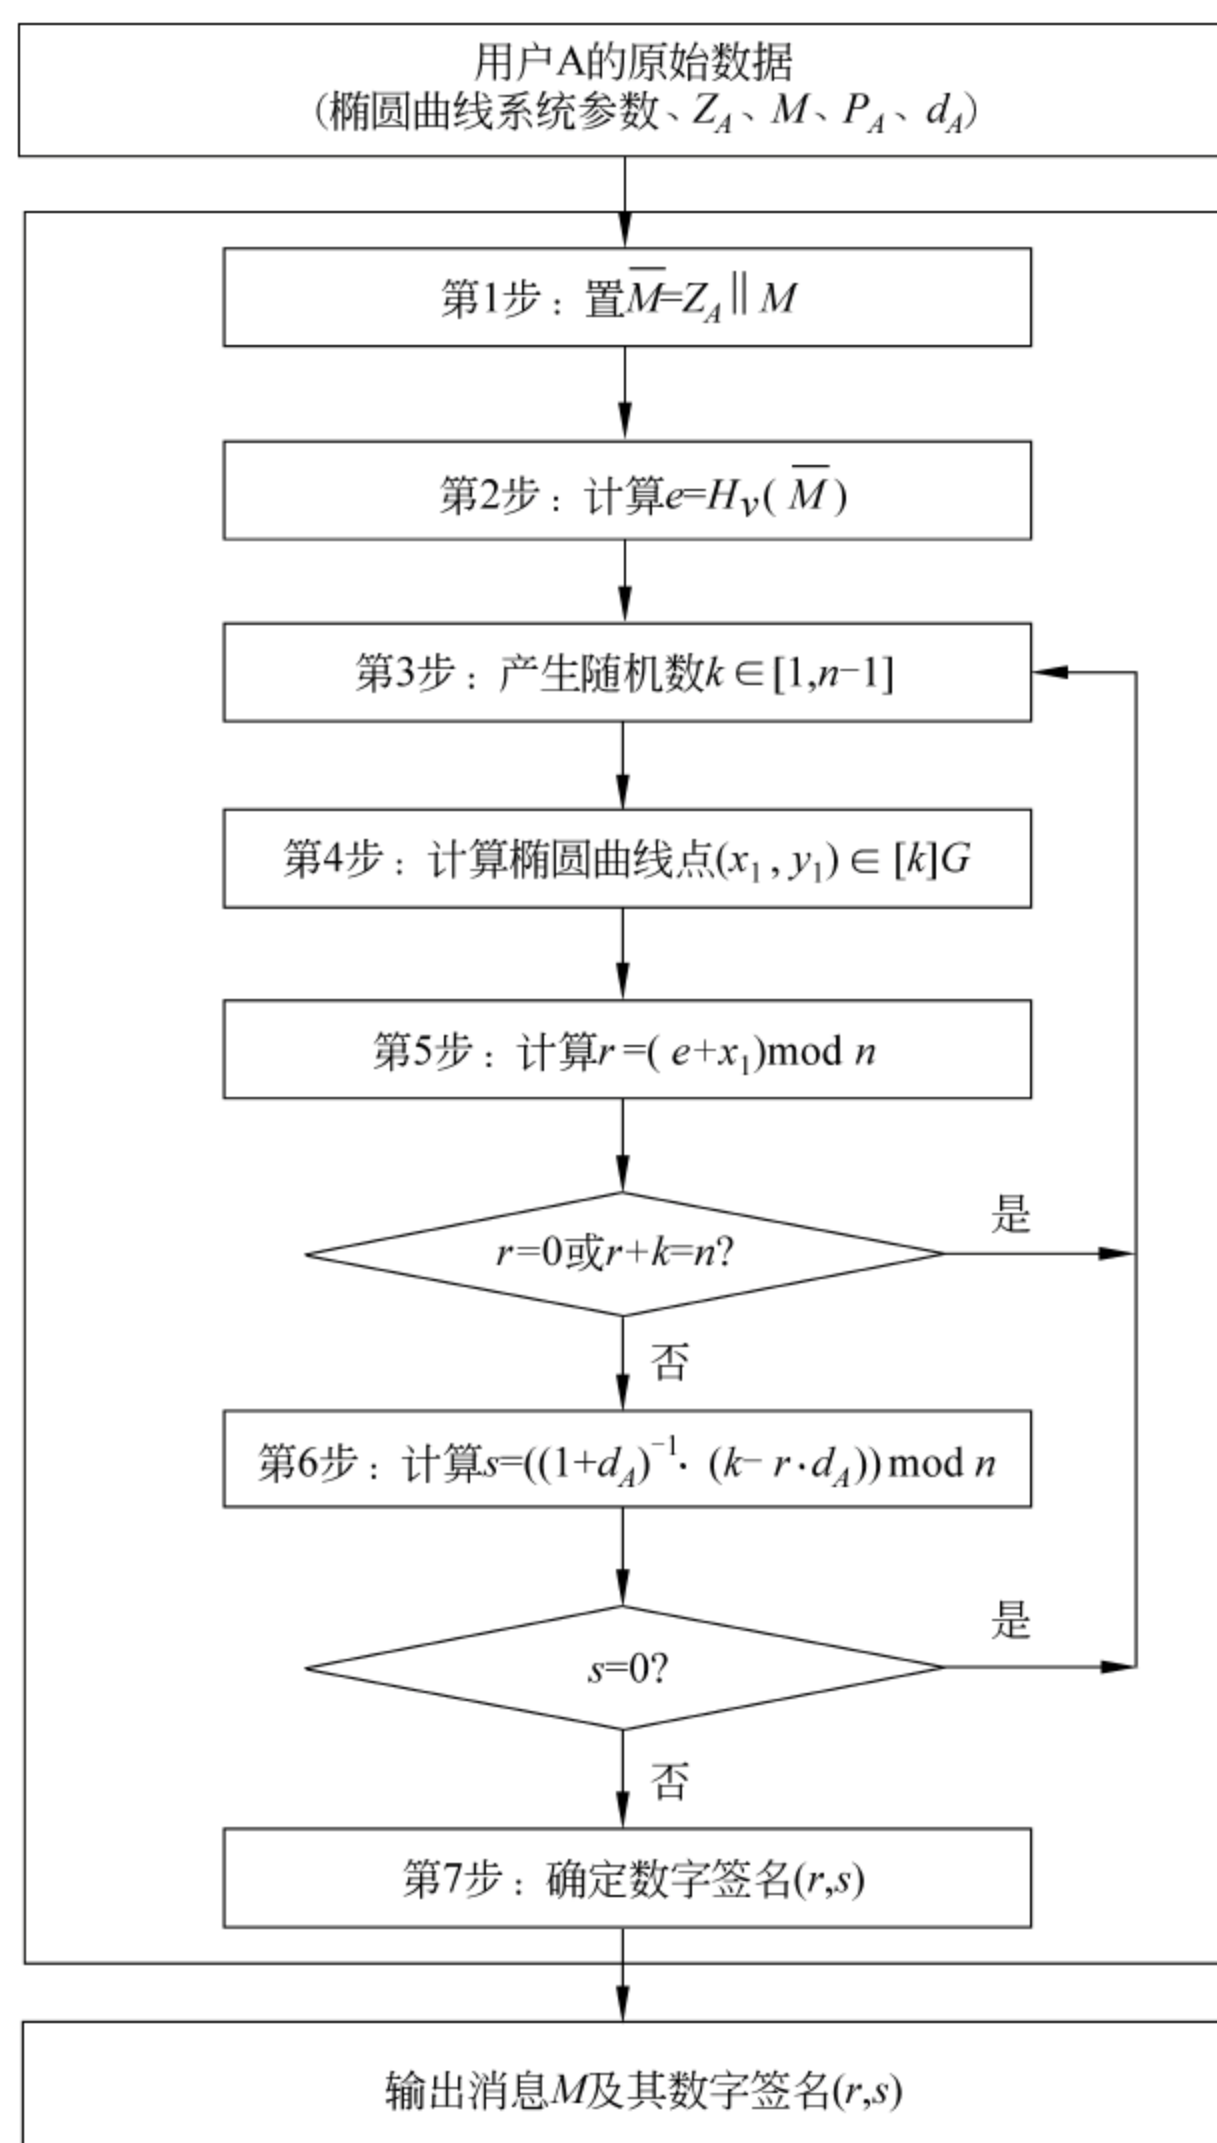 用户A的原始数据
(椭圆曲线系统参数、Z_A、M、P_A、d_A)
第1步：置M̅=Z_A‖M
第2步：计算e=Hv(M̅)
第3步：产生随机数k∈[1,n−1]
第4步：计算椭圆曲线点(x₁,y₁)∈[k]G
第5步：计算r=(e+x₁)mod n
r=0或r+k=n?
是
否
第6步：计算s=((1+d_A)⁻¹·(k−r·d_A))mod n
s=0?
是
否
第7步：确定数字签名(r,s)
输出消息M及其数字签名(r,s)